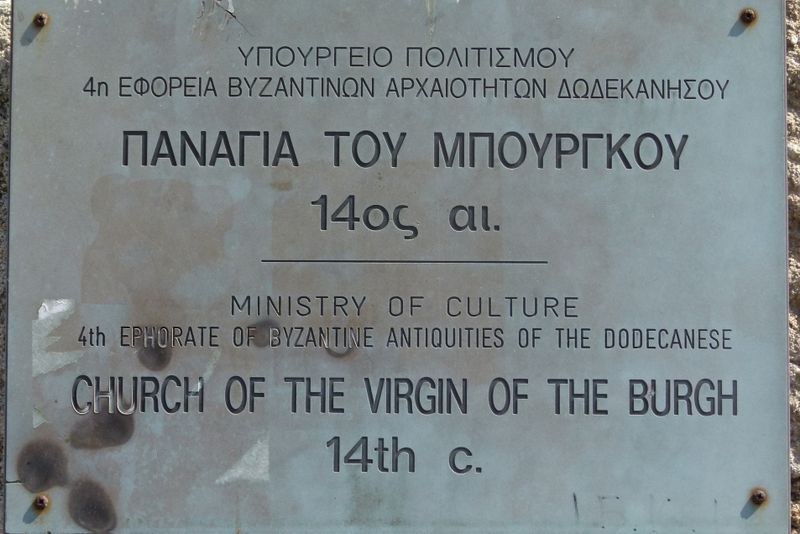 ΥΠΟΥΡΓΕΙΟ ΠΟΛΙΤΙΣΜΟΥ
4η ΕΦΟΡΕΙΑ ΒΥΖΑΝΤΙΝΩΝ ΑΡΧΑΙΟΤΗΤΩΝ ΔΩΔΕΚΑΝΗΣΟΥ
ΠΑΝΑΓΙΑ ΤΟΥ ΜΠΟΥΡΓΚΟΥ
14ος αι.
MINISTRY OF CULTURE
4th EPHORATE OF BYZANTINE ANTIQUITIES OF THE DODECANESE
CHURCH OF THE VIRGIN OF THE BURGH
14th c.